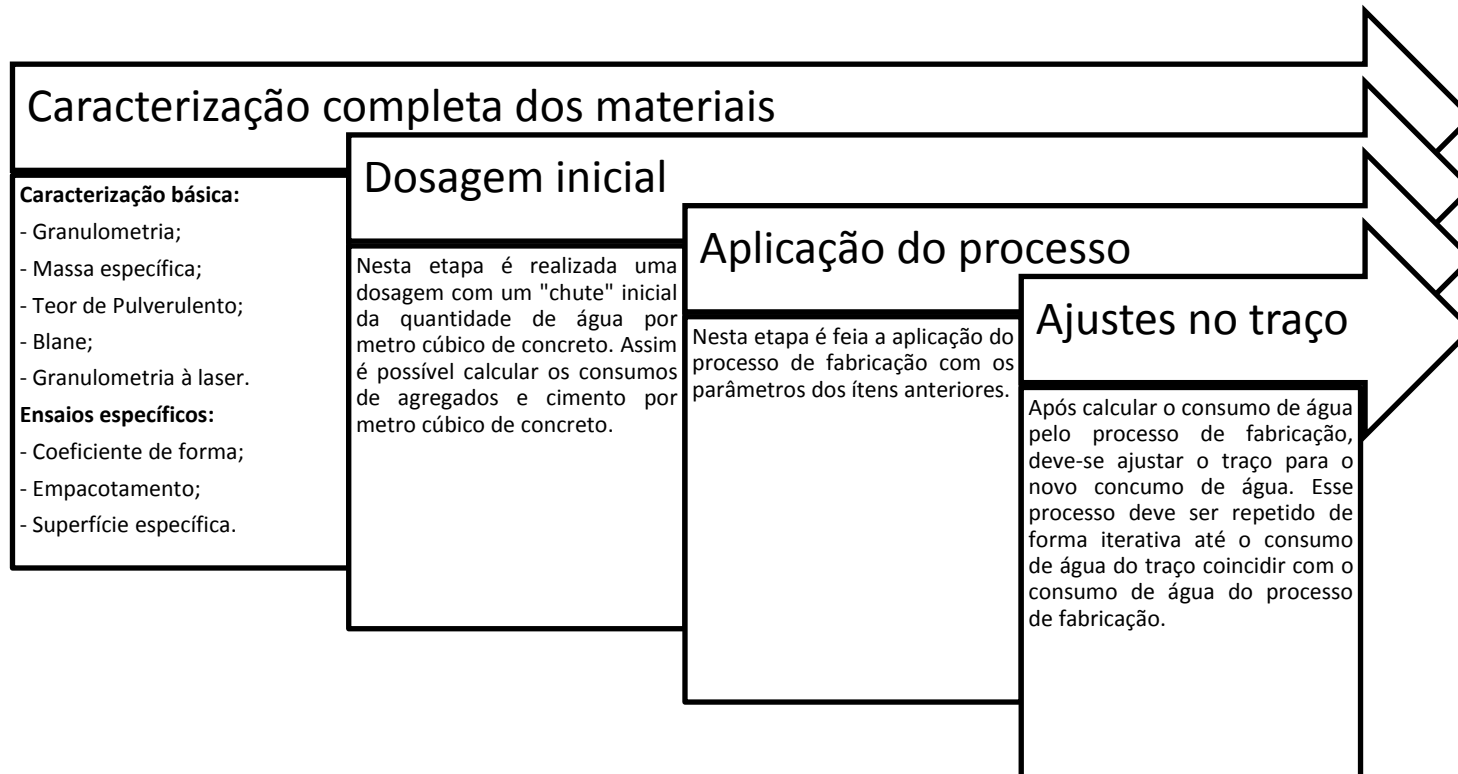 Caracterização completa dos materiais
Caracterização básica:
- Granulometria;
- Massa específica;
- Teor de Pulverulento;
- Blane;
- Granulometria à laser.
Ensaios específicos:
- Coeficiente de forma;
- Empacotamento;
- Superfície específica.
Dosagem inicial
Nesta etapa é realizada uma
dosagem com um "chute" inicial
da quantidade de água por
metro cúbico de concreto. Assim
é possível calcular os consumos
de agregados e cimento por
metro cúbico de concreto.
Aplicação do processo
Nesta etapa é feia a aplicação do
processo de fabricação com os
parâmetros dos ítens anteriores.
Ajustes no traço
Após calcular o consumo de água
pelo processo de fabricação,
deve-se ajustar o traço para o
novo concumo de água. Esse
processo deve ser repetido de
forma iterativa até o consumo
de água do traço coincidir com o
consumo de água do processo
de fabricação.